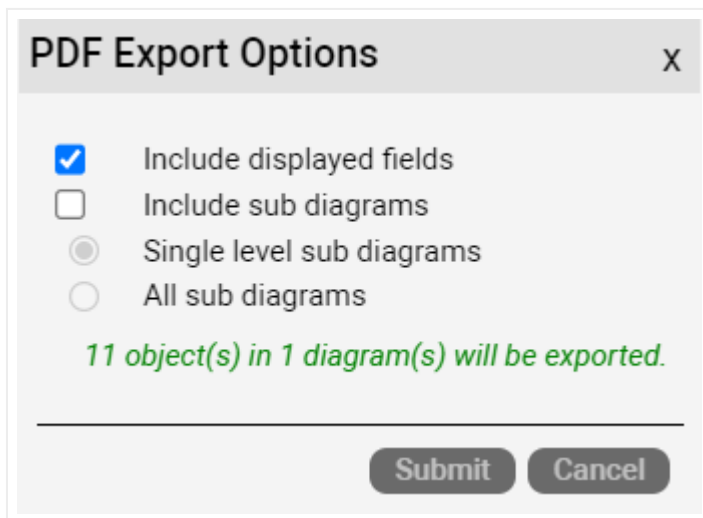 PDF Export Options X
Include displayed fields
Include sub diagrams
Single level sub diagrams
All sub diagrams
11 object(s) in 1 diagram(s) will be exported.
Submit Cancel